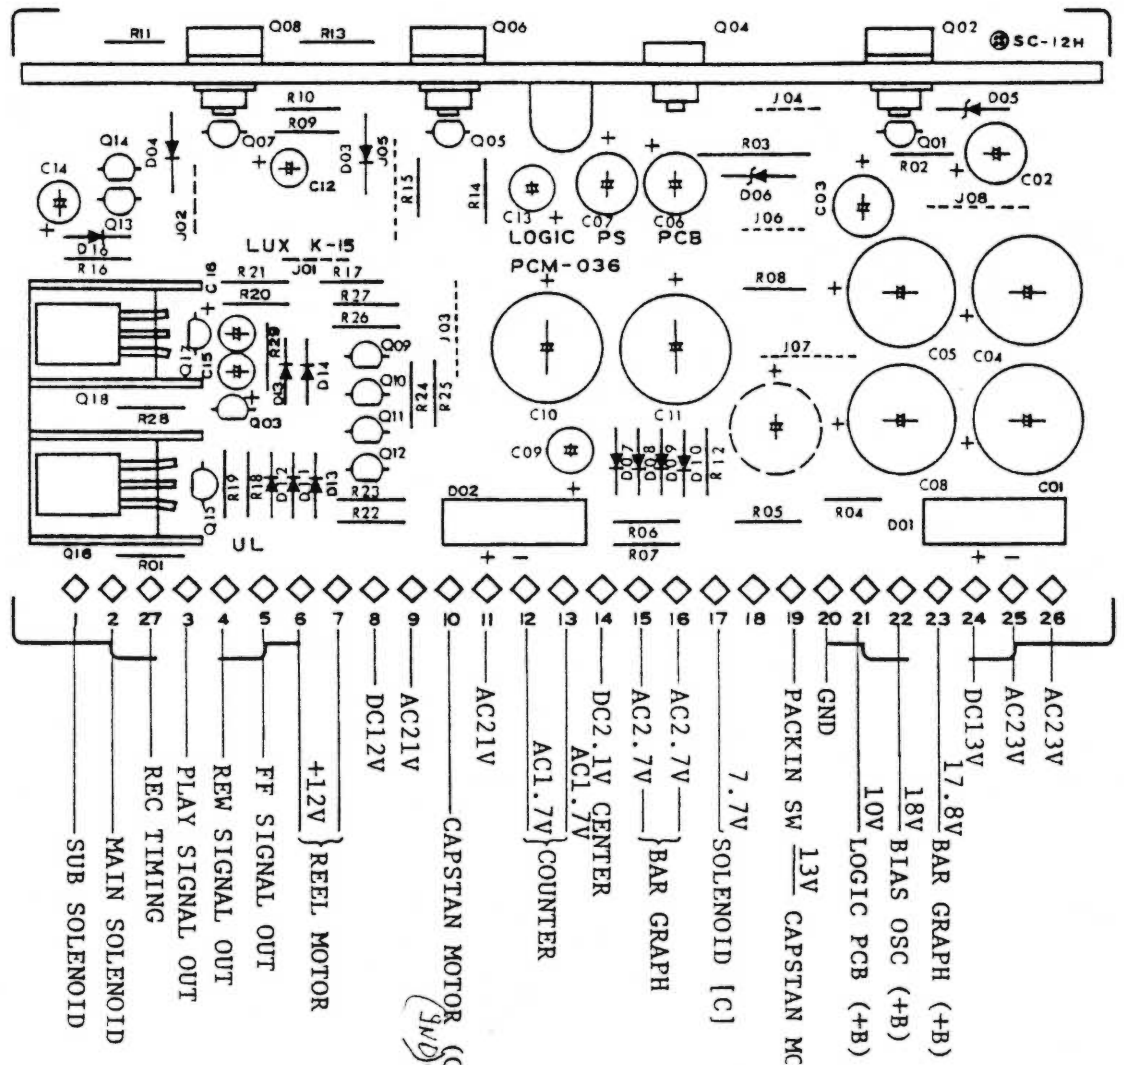 R11 Q08 R13 Q06 Q04 Q02 SC-12H
R10 J04 D05
R09
Q14 D04 Q07 D03 J05 Q05 R03 Q01
R02
C14 C12 R15 R14 D06 C03 C02
Q13 J02 C13 C07 C06 J06 J08
D16 LOGIC PS PCB
R16 LUX K-15
J01 PCM-036
C16 R21 R17 R08
R20 R27
R26
Q17 C15 R29 Q09 J03 J07
Q13 D14 Q10 R24 R25 C05 C04
Q18 C10 C11
R28 Q03 Q11
Q12 C09 D07 D08 D09 D10 R12
Q15 R19 R18 D12 Q11 D13 R23 D02 C08 C01
R22 R06 R05 R04 D01
UL
Q16 R01 + - R07 + -
1 2 27 3 4 5 6 7 8 9 10 11 12 13 14 15 16 17 18 19 20 21 22 23 24 25 26
SUB SOLENOID
MAIN SOLENOID
REC TIMING
PLAY SIGNAL OUT
REW SIGNAL OUT
FF SIGNAL OUT
+12V
REEL MOTOR
DC12V
AC21V
CAPSTAN MOTOR (
(GND)
AC21V
AC1.7V
AC1.7V
COUNTER
DC2.1V CENTER
AC2.7V
AC2.7V
BAR GRAPH
7.7V
SOLENOID [C]
PACKIN SW 13V CAPSTAN MO
GND
10V
LOGIC PCB (+B)
18V
BIAS OSC (+B)
17.8V
BAR GRAPH (+B)
DC13V
AC23V
AC23V